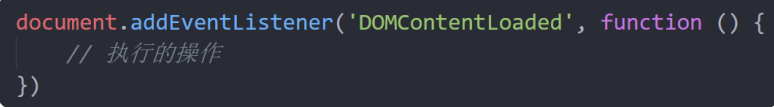 document.addEventListener('DOMContentLoaded', function () {
    // 执行的操作
})